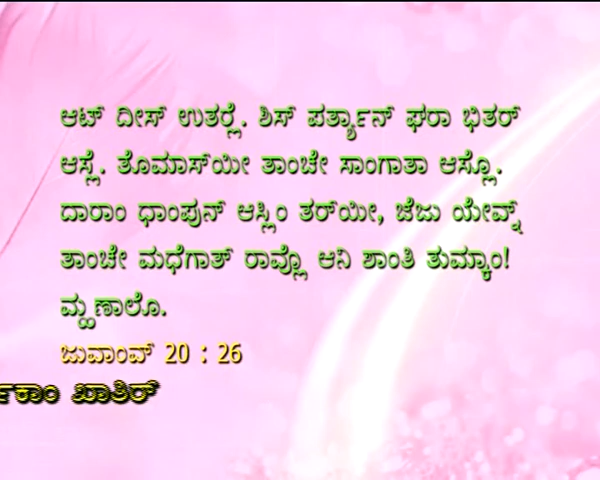 ಆಟ್ ದೀಸ್ ಉತರ್‍ಲೆ. ಶಿಸ್ ಪರ್ತ್ಯಾನ್ ಘರಾ ಭಿತರ್
ಆಸ್ಲೆ. ತೊಮಾಸ್‌ಯೀ ತಾಂಚೇ ಸಾಂಗಾತಾ ಆಸ್ಲೊ.
ದಾರಾಂ ಧಾಂಪುನ್ ಆಸ್ಲಿಂ ತರ್‌ಯೀ, ಜೆಜು ಯೇವ್ನ್
ತಾಂಚೇ ಮಧೆಗಾತ್ ರಾವ್ಲೊ ಆನಿ ಶಾಂತಿ ತುಮ್ಕಾಂ!
ಮ್ಹಣಾಲೊ.
ಜುವಾಂವ್ 20 : 26
ಖಾತಿರ್